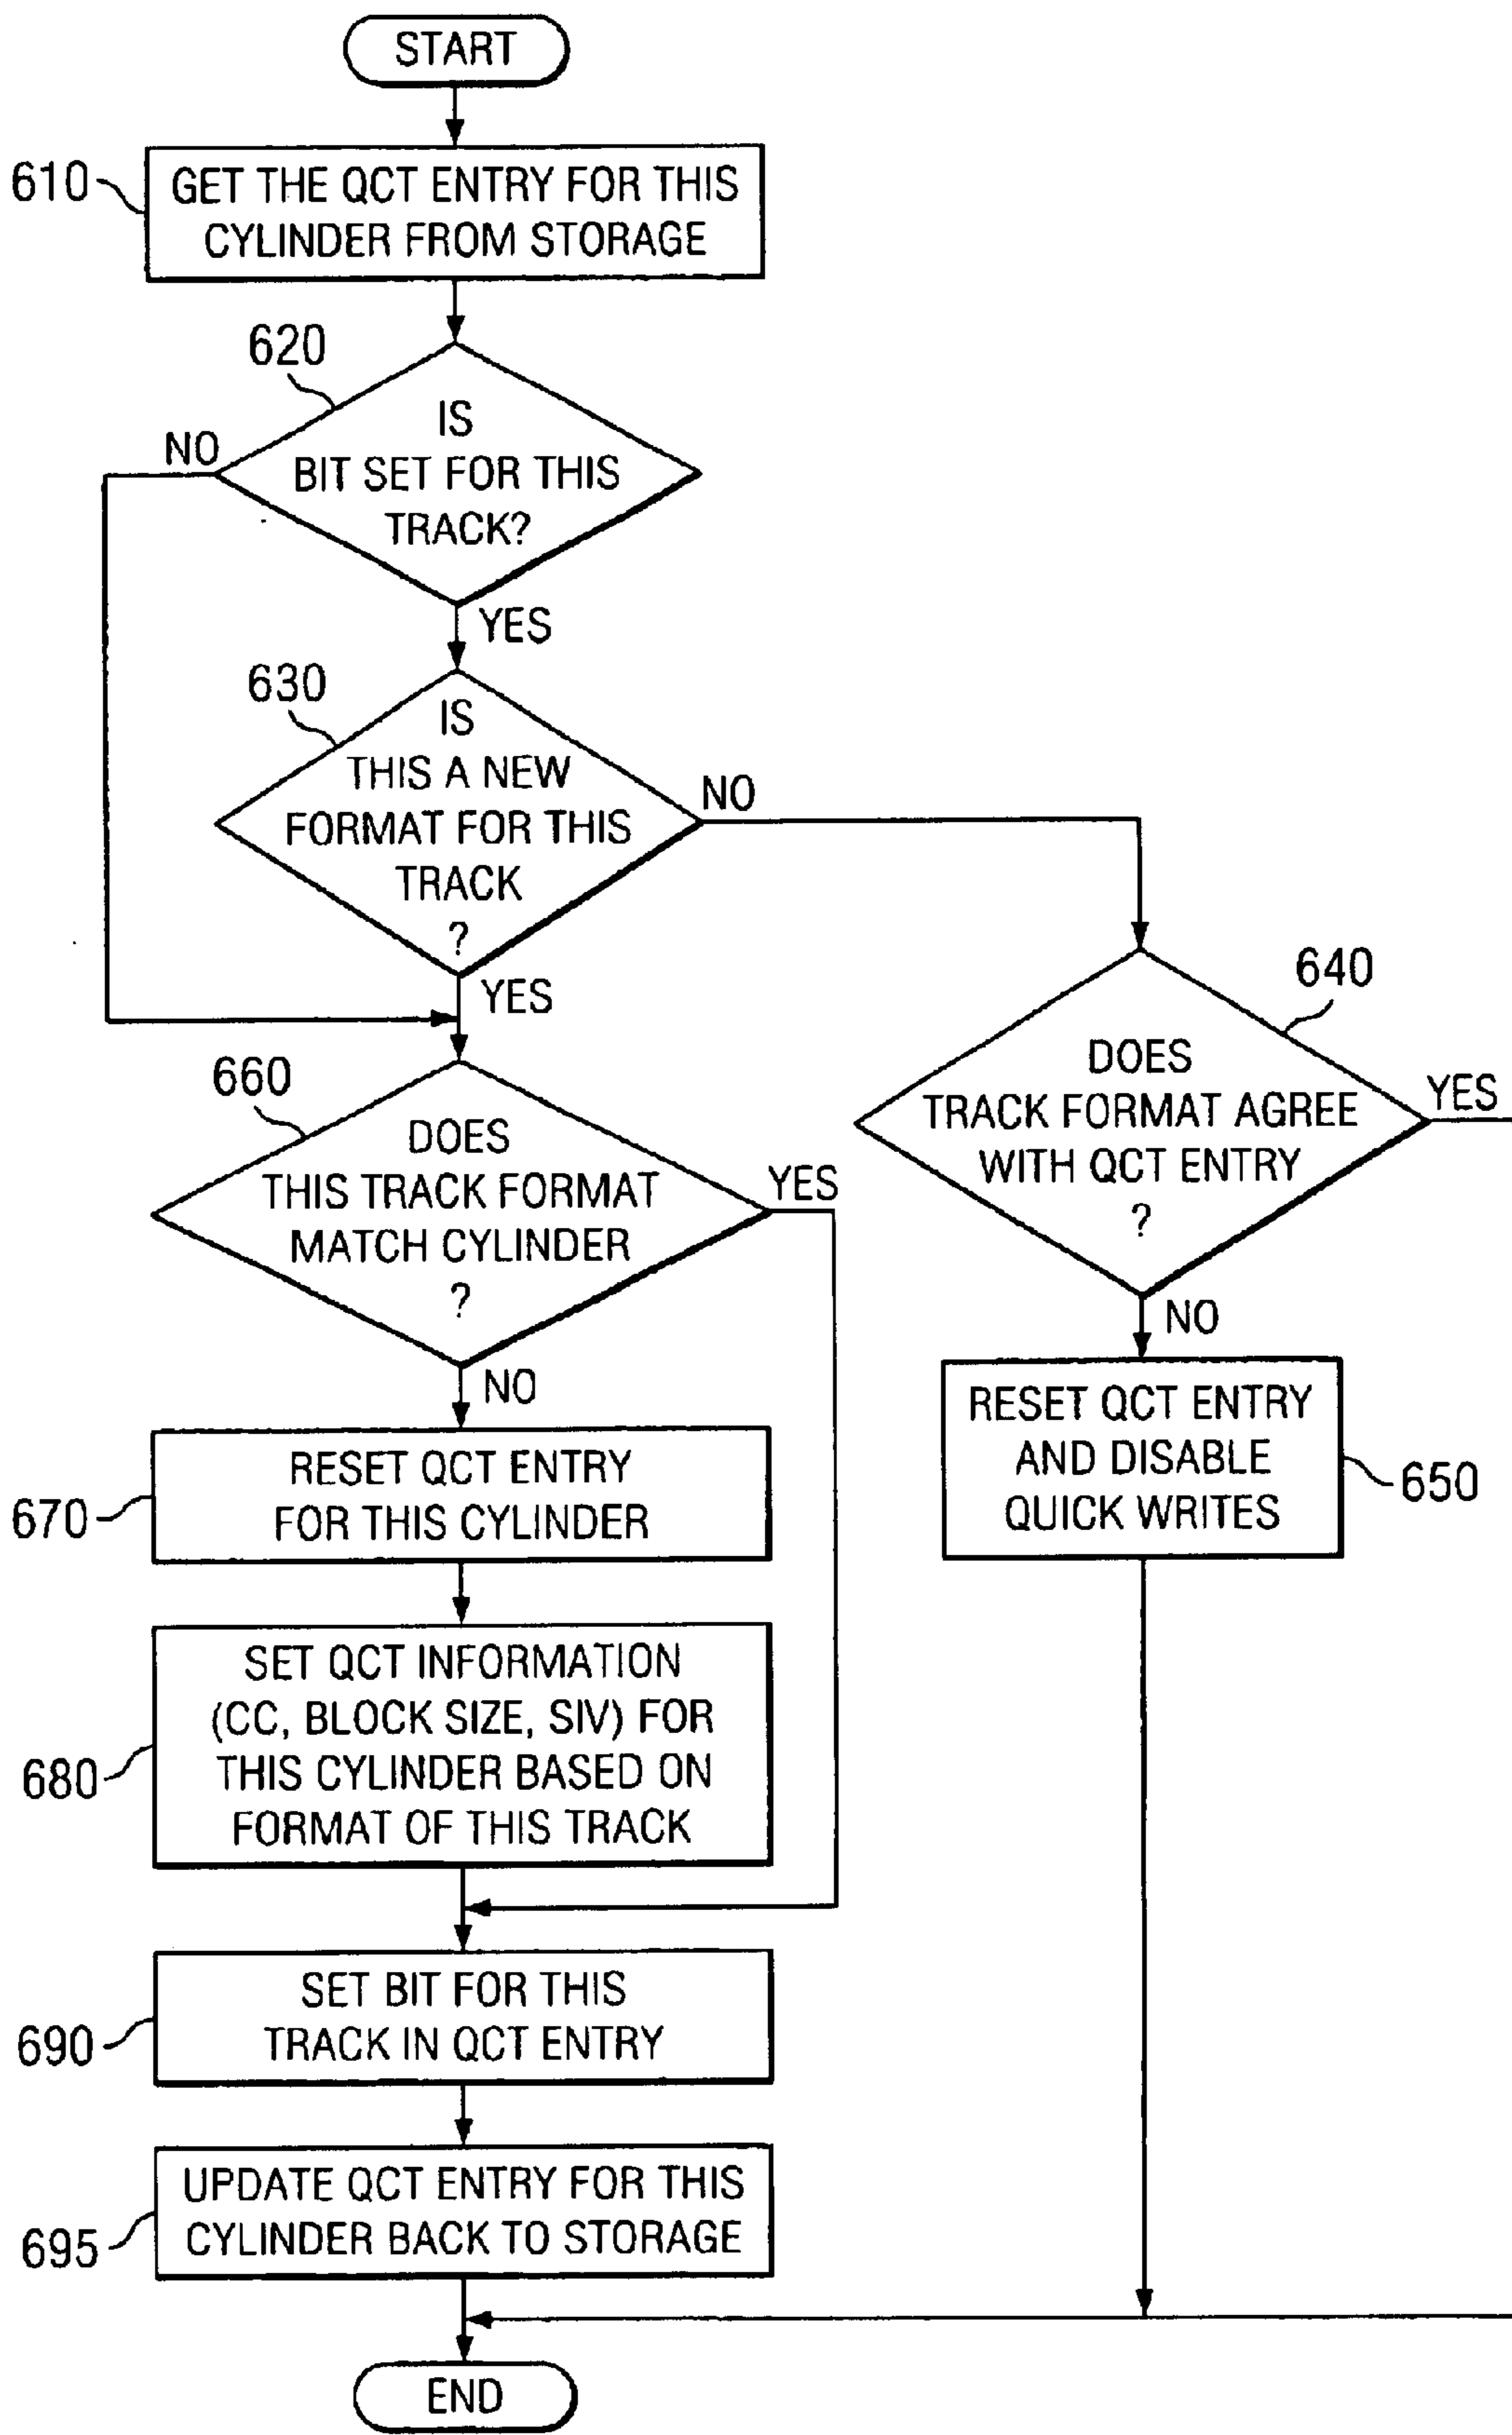 START
610
GET THE QCT ENTRY FOR THIS
CYLINDER FROM STORAGE
620
IS
BIT SET FOR THIS
TRACK?
NO
YES
630
IS
THIS A NEW
FORMAT FOR THIS
TRACK
?
NO
YES
640
DOES
TRACK FORMAT AGREE
WITH QCT ENTRY
?
YES
NO
650
RESET QCT ENTRY
AND DISABLE
QUICK WRITES
660
DOES
THIS TRACK FORMAT
MATCH CYLINDER
?
YES
NO
670
RESET QCT ENTRY
FOR THIS CYLINDER
680
SET QCT INFORMATION
(CC, BLOCK SIZE, SIV) FOR
THIS CYLINDER BASED ON
FORMAT OF THIS TRACK
690
SET BIT FOR THIS
TRACK IN QCT ENTRY
695
UPDATE QCT ENTRY FOR THIS
CYLINDER BACK TO STORAGE
END